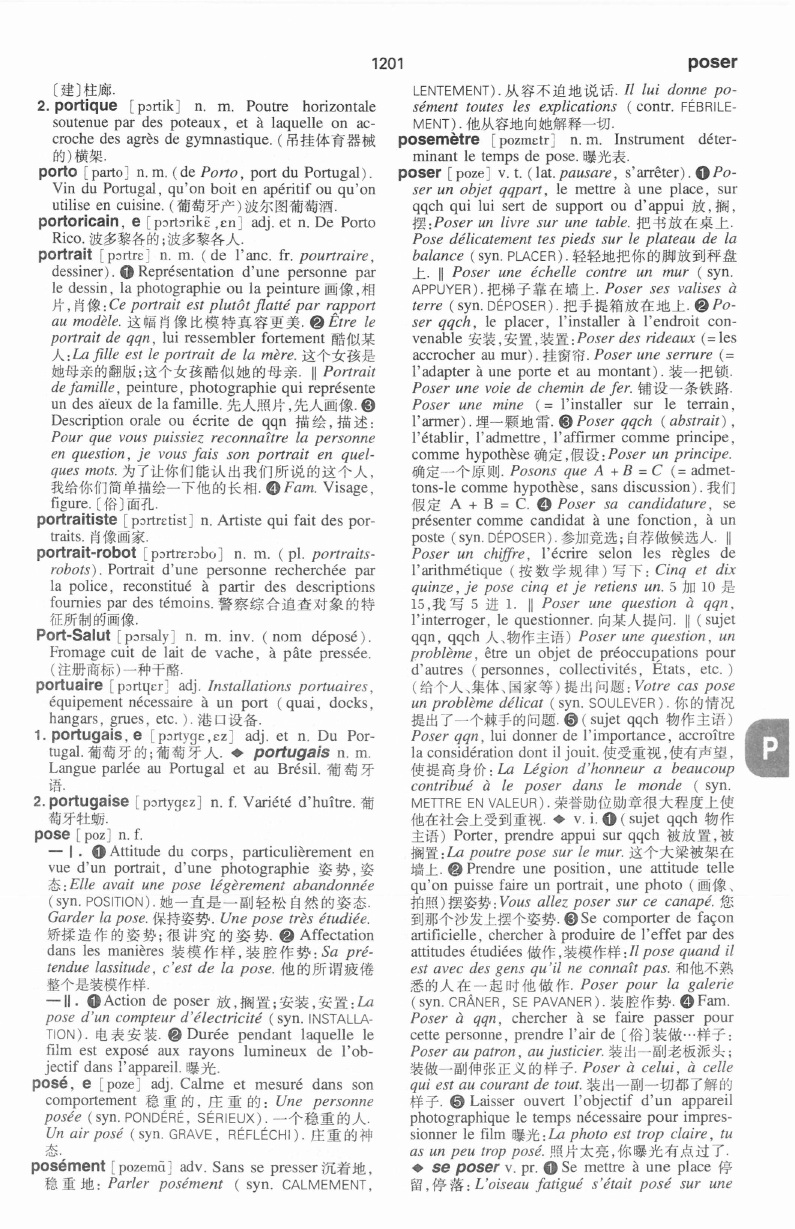 1201
poser
〔建〕柱廊.
2. portique [pɔrtik] n. m. Poutre horizontale
soutenue par des poteaux, et à laquelle on ac-
croche des agrès de gymnastique. (吊挂体育器械
的)横架.
porto [parto] n. m. (de Porto, port du Portugal).
Vin du Portugal, qu'on boit en apéritif ou qu'on
utilise en cuisine. (葡萄牙产)波尔图葡萄酒.
portoricain, e [pɔrtɔrikɛ̃,ɛn] adj. et n. De Porto
Rico. 波多黎各的;波多黎各人.
portrait [pɔrtrɛ] n. m. (de l'anc. fr. pourtraire,
dessiner). ❶ Représentation d'une personne par
le dessin, la photographie ou la peinture 画像,相
片,肖像:Ce portrait est plutôt flatté par rapport
au modèle. 这幅肖像比模特真容更美. ❷ Être le
portrait de qqn, lui ressembler fortement 酷似某
人:La fille est le portrait de la mère. 这个女孩是
她母亲的翻版;这个女孩酷似她的母亲. ‖ Portrait
de famille, peinture, photographie qui représente
un des aïeux de la famille. 先人照片,先人画像. ❸
Description orale ou écrite de qqn 描绘,描述:
Pour que vous puissiez reconnaître la personne
en question, je vous fais son portrait en quel-
ques mots. 为了让你们能认出我们所说的这个人,
我给你们简单描绘一下他的长相. ❹ Fam. Visage,
figure. 〔俗〕面孔.
portraitiste [pɔrtrɛtist] n. Artiste qui fait des por-
traits. 肖像画家.
portrait-robot [pɔrtrɛrɔbo] n. m. (pl. portraits-
robots). Portrait d'une personne recherchée par
la police, reconstitué à partir des descriptions
fournies par des témoins. 警察综合追查对象的特
征所制的画像.
Port-Salut [pɔrsaly] n. m. inv. (nom déposé).
Fromage cuit de lait de vache, à pâte pressée.
(注册商标)一种干酪.
portuaire [pɔrtɥɛr] adj. Installations portuaires,
équipement nécessaire à un port (quai, docks,
hangars, grues, etc.). 港口设备.
1. portugais, e [pɔrtygɛ,ɛz] adj. et n. Du Por-
tugal. 葡萄牙的;葡萄牙人. ◆ portugais n. m.
Langue parlée au Portugal et au Brésil. 葡萄牙
语.
2. portugaise [pɔrtygɛz] n. f. Variété d'huître. 葡
萄牙牡蛎.
pose [poz] n. f.
— I. ❶ Attitude du corps, particulièrement en
vue d'un portrait, d'une photographie 姿势,姿
态:Elle avait une pose légèrement abandonnée
(syn. POSITION). 她一直是一副轻松自然的姿态.
Garder la pose. 保持姿势. Une pose très étudiée.
矫揉造作的姿势;很讲究的姿势. ❷ Affectation
dans les manières 装模作样,装腔作势:Sa pré-
tendue lassitude, c'est de la pose. 他的所谓疲倦
整个是装模作样.
— II. ❶ Action de poser 放,搁置;安装,安置:La
pose d'un compteur d'électricité (syn. INSTALLA-
TION). 电表安装. ❷ Durée pendant laquelle le
film est exposé aux rayons lumineux de l'ob-
jectif dans l'appareil. 曝光.
posé, e [poze] adj. Calme et mesuré dans son
comportement 稳重的, 庄重的: Une personne
posée (syn. PONDÉRÉ, SÉRIEUX). 一个稳重的人.
Un air posé (syn. GRAVE, RÉFLÉCHI). 庄重的神
态.
posément [pozemɑ̃] adv. Sans se presser 沉着地,
稳重地: Parler posément (syn. CALMEMENT,
LENTEMENT). 从容不迫地说话. Il lui donne po-
sément toutes les explications (contr. FÉBRILE-
MENT). 他从容地向她解释一切.
posemètre [pozmɛtr] n. m. Instrument déter-
minant le temps de pose. 曝光表.
poser [poze] v. t. (lat. pausare, s'arrêter). ❶ Po-
ser un objet qqpart, le mettre à une place, sur
qqch qui lui sert de support ou d'appui 放,搁,
摆:Poser un livre sur une table. 把书放在桌上.
Pose délicatement tes pieds sur le plateau de la
balance (syn. PLACER). 轻轻地把你的脚放到秤盘
上. ‖ Poser une échelle contre un mur (syn.
APPUYER). 把梯子靠在墙上. Poser ses valises à
terre (syn. DÉPOSER). 把手提箱放在地上. ❷ Po-
ser qqch, le placer, l'installer à l'endroit con-
venable 安装,安置,装置:Poser des rideaux (= les
accrocher au mur). 挂窗帘. Poser une serrure (=
l'adapter à une porte et au montant). 装一把锁.
Poser une voie de chemin de fer. 铺设一条铁路.
Poser une mine (= l'installer sur le terrain,
l'armer). 埋一颗地雷. ❸ Poser qqch (abstrait),
l'établir, l'admettre, l'affirmer comme principe,
comme hypothèse 确定,假设:Poser un principe.
确定一个原则. Posons que A + B = C (= admet-
tons-le comme hypothèse, sans discussion). 我们
假定 A + B = C. ❹ Poser sa candidature, se
présenter comme candidat à une fonction, à un
poste (syn. DÉPOSER). 参加竞选;自荐做候选人. ‖
Poser un chiffre, l'écrire selon les règles de
l'arithmétique (按数学规律)写下: Cinq et dix
quinze, je pose cinq et je retiens un. 5 加 10 是
15,我写 5 进 1. ‖ Poser une question à qqn,
l'interroger, le questionner. 向某人提问. ‖ (sujet
qqn, qqch 人、物作主语) Poser une question, un
problème, être un objet de préoccupations pour
d'autres (personnes, collectivités, États, etc.)
(给个人、集体、国家等)提出问题:Votre cas pose
un problème délicat (syn. SOULEVER). 你的情况
提出了一个棘手的问题. ❺ (sujet qqch 物作主语)
Poser qqn, lui donner de l'importance, accroître
la considération dont il jouit. 使受重视,使有声望,
使提高身价: La Légion d'honneur a beaucoup
contribué à le poser dans le monde (syn.
METTRE EN VALEUR). 荣誉勋位勋章很大程度上使
他在社会上受到重视. ◆ v. i. ❶ (sujet qqch 物作
主语) Porter, prendre appui sur qqch 被放置,被
搁置:La poutre pose sur le mur. 这个大梁被架在
墙上. ❷ Prendre une position, une attitude telle
qu'on puisse faire un portrait, une photo (画像、
拍照)摆姿势:Vous allez poser sur ce canapé. 您
到那个沙发上摆个姿势. ❸ Se comporter de façon
artificielle, chercher à produire de l'effet par des
attitudes étudiées 做作,装模作样:Il pose quand il
est avec des gens qu'il ne connaît pas. 和他不熟
悉的人在一起时他做作. Poser pour la galerie
(syn. CRÂNER, SE PAVANER). 装腔作势. ❹ Fam.
Poser à qqn, chercher à se faire passer pour
cette personne, prendre l'air de 〔俗〕装做…样子:
Poser au patron, au justicier. 装出一副老板派头;
装做一副伸张正义的样子. Poser à celui, à celle
qui est au courant de tout. 装出一副一切都了解的
样子. ❺ Laisser ouvert l'objectif d'un appareil
photographique le temps nécessaire pour impres-
sionner le film 曝光:La photo est trop claire, tu
as un peu trop posé. 照片太亮,你曝光有点过了.
◆ se poser v. pr. ❶ Se mettre à une place 停
留,停落: L'oiseau fatigué s'était posé sur une
P